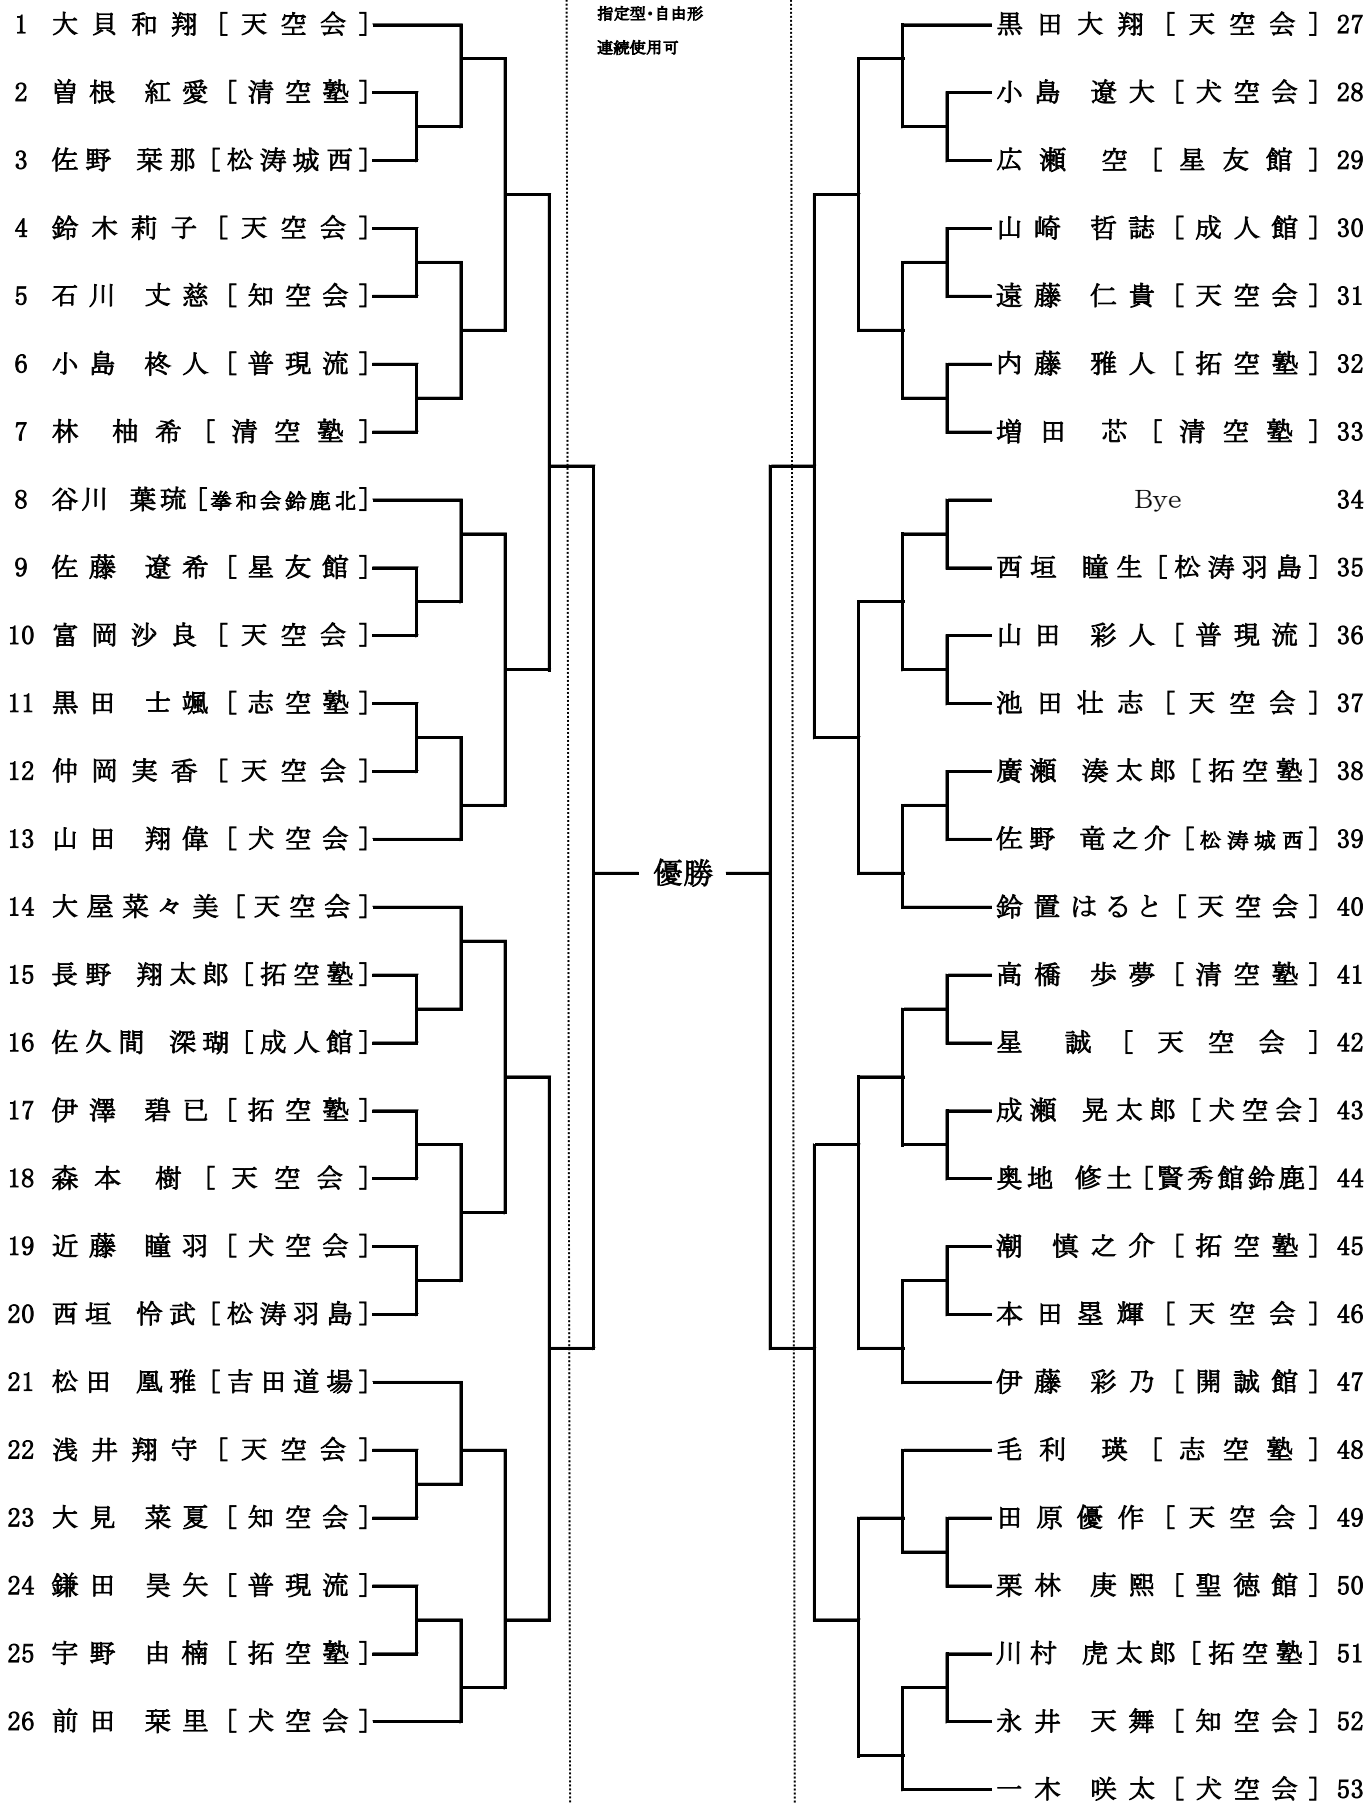 指定型・自由形
連続使用可
1 大貝和翔 [天空会]
2 曽根 紅愛 [清空塾]
3 佐野 栞那 [松涛城西]
4 鈴木莉子 [天空会]
5 石川 丈慈 [知空会]
6 小島 柊人 [普現流]
7 林 柚希 [清空塾]
8 谷川 葉琉 [拳和会鈴鹿北]
9 佐藤 遼希 [星友館]
10 富岡沙良 [天空会]
11 黒田 士颯 [志空塾]
12 仲岡実香 [天空会]
13 山田 翔偉 [犬空会]
14 大屋菜々美 [天空会]
15 長野 翔太郎 [拓空塾]
16 佐久間 深瑚 [成人館]
17 伊澤 碧已 [拓空塾]
18 森本 樹 [天空会]
19 近藤 瞳羽 [犬空会]
20 西垣 怜武 [松涛羽島]
21 松田 凰雅 [吉田道場]
22 浅井翔守 [天空会]
23 大見 菜夏 [知空会]
24 鎌田 昊矢 [普現流]
25 宇野 由楠 [拓空塾]
26 前田 栞里 [犬空会]
優勝
黒田大翔 [天空会] 27
小島 遼大 [犬空会] 28
広瀬 空 [星友館] 29
山崎 哲誌 [成人館] 30
遠藤 仁貴 [天空会] 31
内藤 雅人 [拓空塾] 32
増田 芯 [清空塾] 33
Bye 34
西垣 瞳生 [松涛羽島] 35
山田 彩人 [普現流] 36
池田壮志 [天空会] 37
廣瀬 湊太郎 [拓空塾] 38
佐野 竜之介 [松涛城西] 39
鈴置はると [天空会] 40
高橋 歩夢 [清空塾] 41
星 誠 [天空会] 42
成瀬 晃太郎 [犬空会] 43
奥地 修土 [賢秀館鈴鹿] 44
潮 慎之介 [拓空塾] 45
本田塁輝 [天空会] 46
伊藤 彩乃 [開誠館] 47
毛利 瑛 [志空塾] 48
田原優作 [天空会] 49
栗林 庚熙 [聖徳館] 50
川村 虎太郎 [拓空塾] 51
永井 天舞 [知空会] 52
一木 咲太 [犬空会] 53